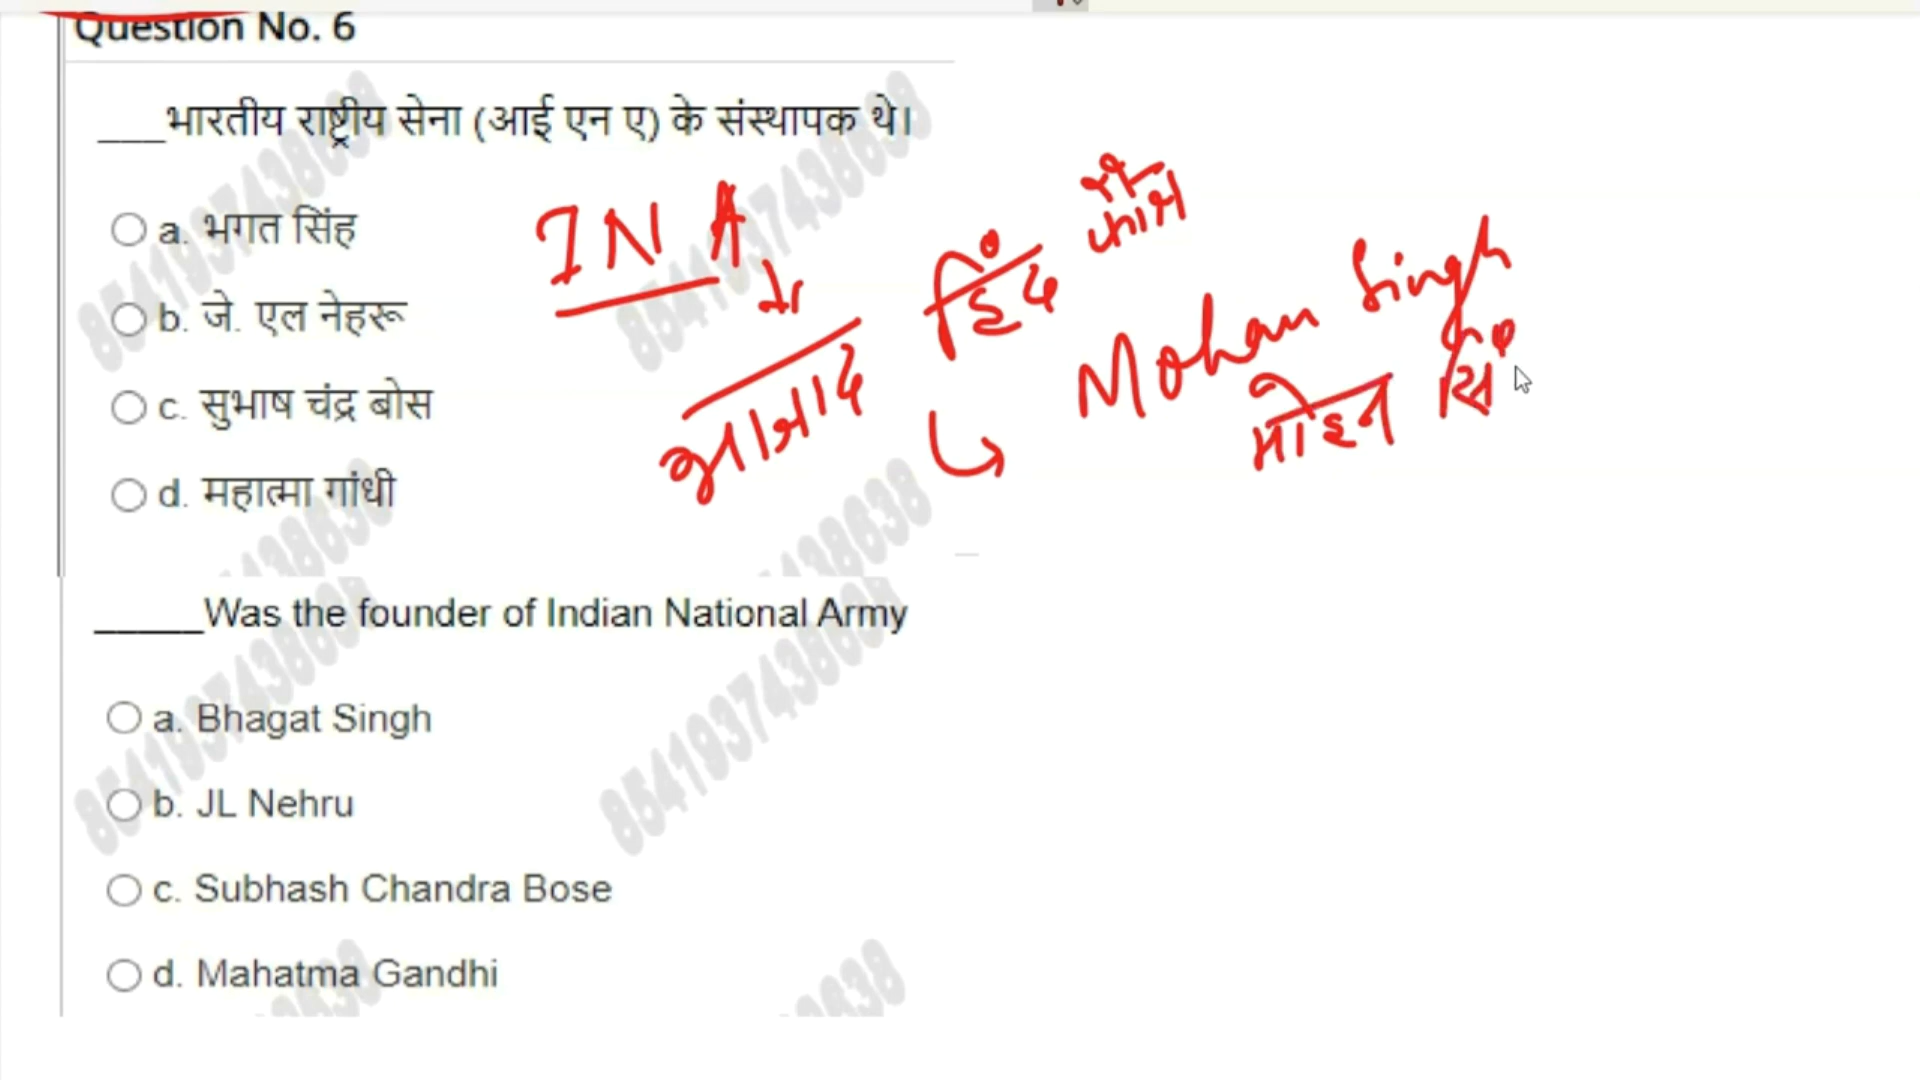 Question No. 6
___भारतीय राष्ट्रीय सेना (आई एन ए) के संस्थापक थे।
a. भगत सिंह
b. जे. एल नेहरू
c. सुभाष चंद्र बोस
d. महात्मा गांधी
INA
आजाद हिंद फौज
Mohan Singh
मोहन सिं
_____Was the founder of Indian National Army
a. Bhagat Singh
b. JL Nehru
c. Subhash Chandra Bose
d. Mahatma Gandhi